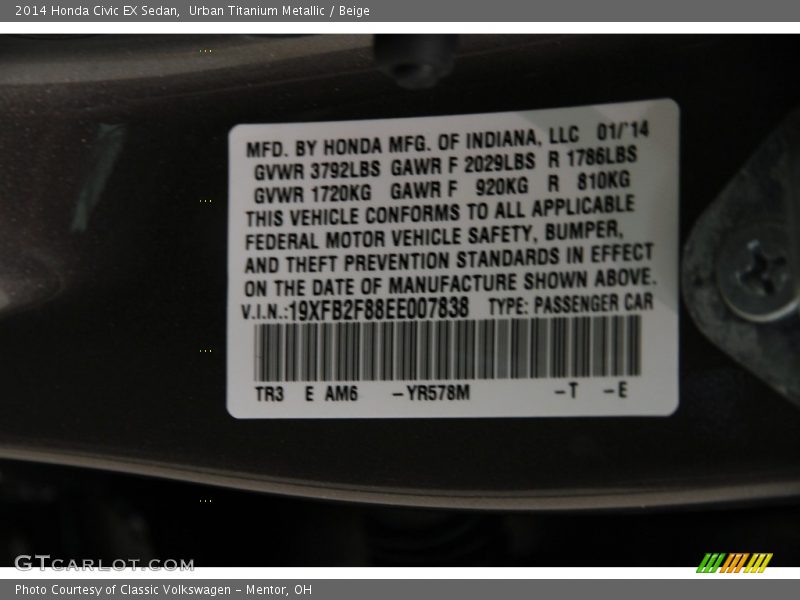 2014 Honda Civic EX Sedan,  Urban Titanium Metallic / Beige
MFD. BY HONDA MFG. OF INDIANA, LLC 01/'14
GVWR 3792LBS GAWR F 2029LBS R 1786LBS
GVWR 1720KG GAWR F 920KG R 810KG
THIS VEHICLE CONFORMS TO ALL APPLICABLE
FEDERAL MOTOR VEHICLE SAFETY, BUMPER,
AND THEFT PREVENTION STANDARDS IN EFFECT
ON THE DATE OF MANUFACTURE SHOWN ABOVE.
V.I.N.:19XFB2F88EE007838 TYPE: PASSENGER CAR
TR3 E AM6 –YR578M –T –E
GTCARLOT.COM
Photo Courtesy of Classic Volkswagen - Mentor, OH